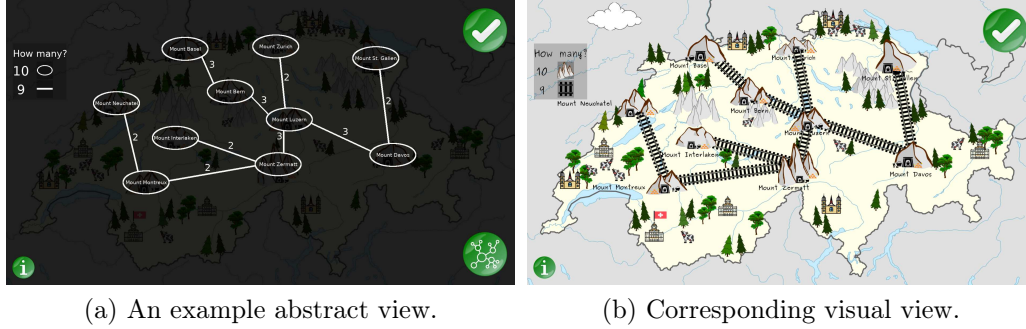 How many?
10
9
Mount Basel
Mount Zurich
Mount St. Gallen
3
2
Mount Bern
Mount Neuchatel
3
2
Mount Luzern
2
Mount Interlaken
3
3
2
Mount Davos
Mount Zermatt
2
Mount Montreux
i
How many?
10
9
Mount Neuchatel
Mount Bern
Mount Interlaken
Mount Montreux
Mount Zermatt
Mount Davos
i
(a) An example abstract view.
(b) Corresponding visual view.